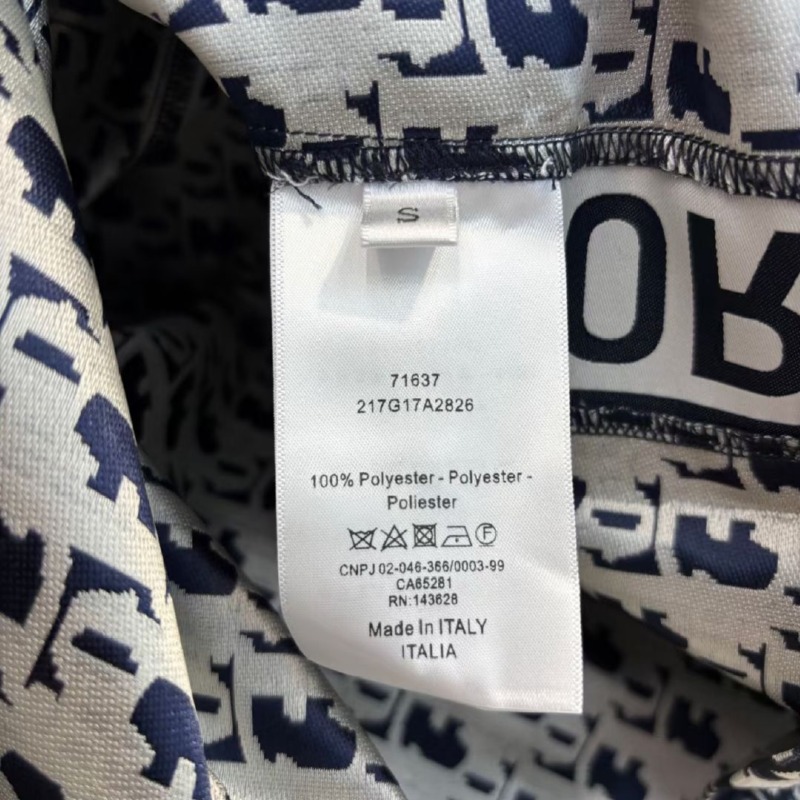 S
71637
217G17A2826
100% Polyester - Polyester -
Poliester
F
CNPJ 02-046-366/0003-99
CA65281
RN:143628
Made In ITALY
ITALIA
OR